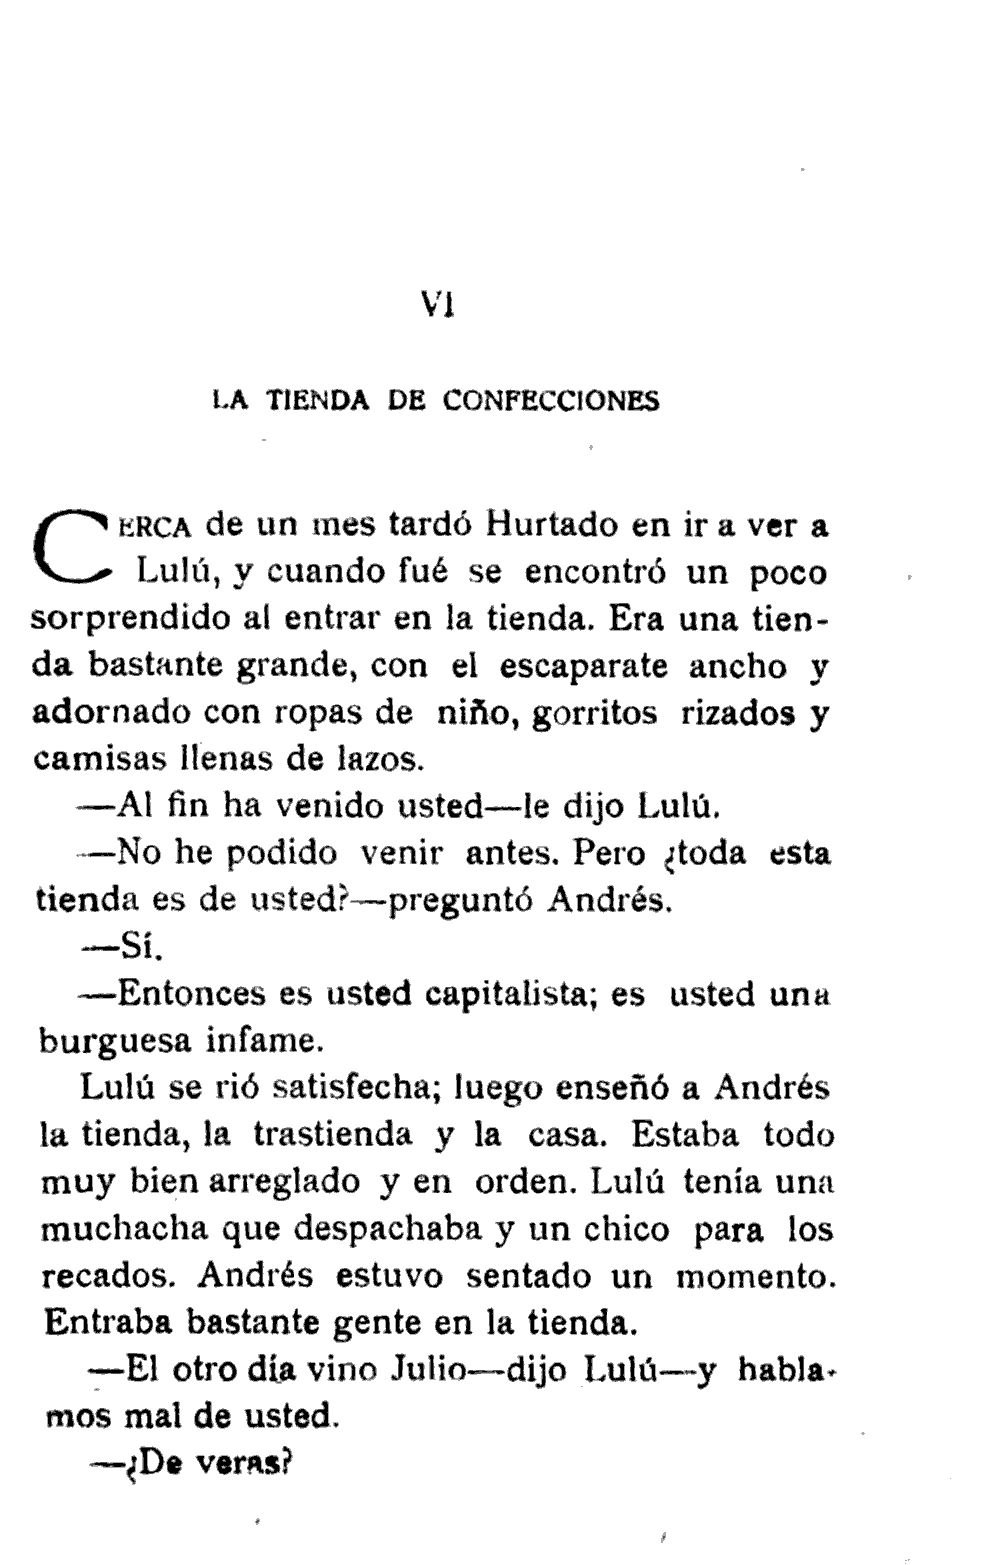 VI
LA TIENDA DE CONFECCIONES
CERCA de un mes tardó Hurtado en ir a ver a
Lulú, y cuando fué se encontró un poco
sorprendido al entrar en la tienda. Era una tien-
da bastante grande, con el escaparate ancho y
adornado con ropas de niño, gorritos rizados y
camisas llenas de lazos.
—Al fin ha venido usted—le dijo Lulú.
—No he podido venir antes. Pero ¿toda esta
tienda es de usted?—preguntó Andrés.
—Sí.
—Entonces es usted capitalista; es usted una
burguesa infame.
Lulú se rió satisfecha; luego enseñó a Andrés
la tienda, la trastienda y la casa. Estaba todo
muy bien arreglado y en orden. Lulú tenía una
muchacha que despachaba y un chico para los
recados. Andrés estuvo sentado un momento.
Entraba bastante gente en la tienda.
—El otro día vino Julio—dijo Lulú—y habla-
mos mal de usted.
—¿De veras?